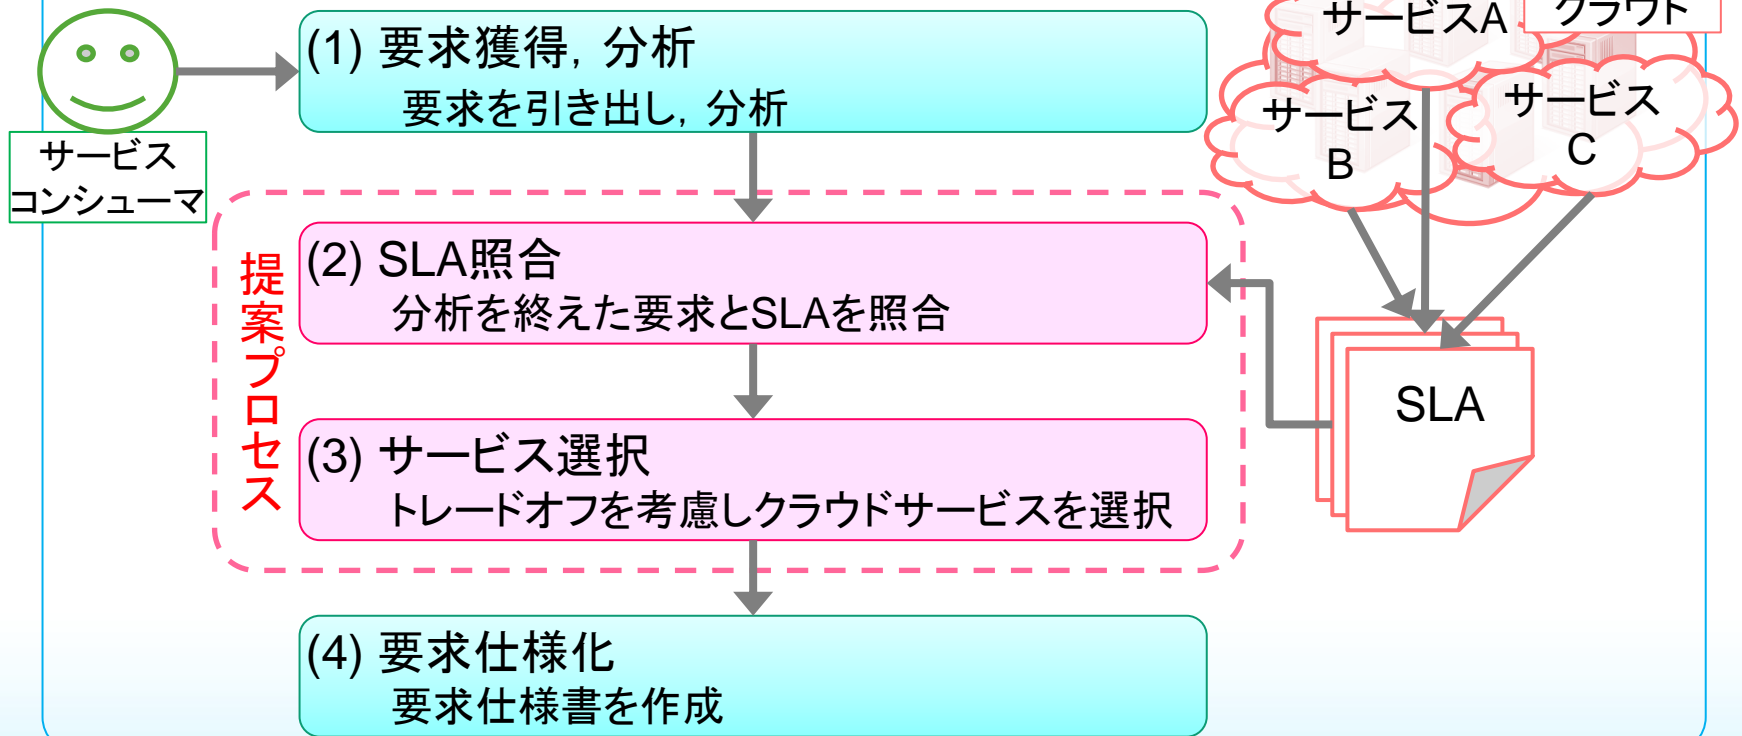 (1) 要求獲得，分析
要求を引き出し，分析
サービス
コンシューマ
サービスA
クラウド
サービス
B
サービス
C
提案プロセス
(2) SLA照合
分析を終えた要求とSLAを照合
(3) サービス選択
トレードオフを考慮しクラウドサービスを選択
SLA
(4) 要求仕様化
要求仕様書を作成